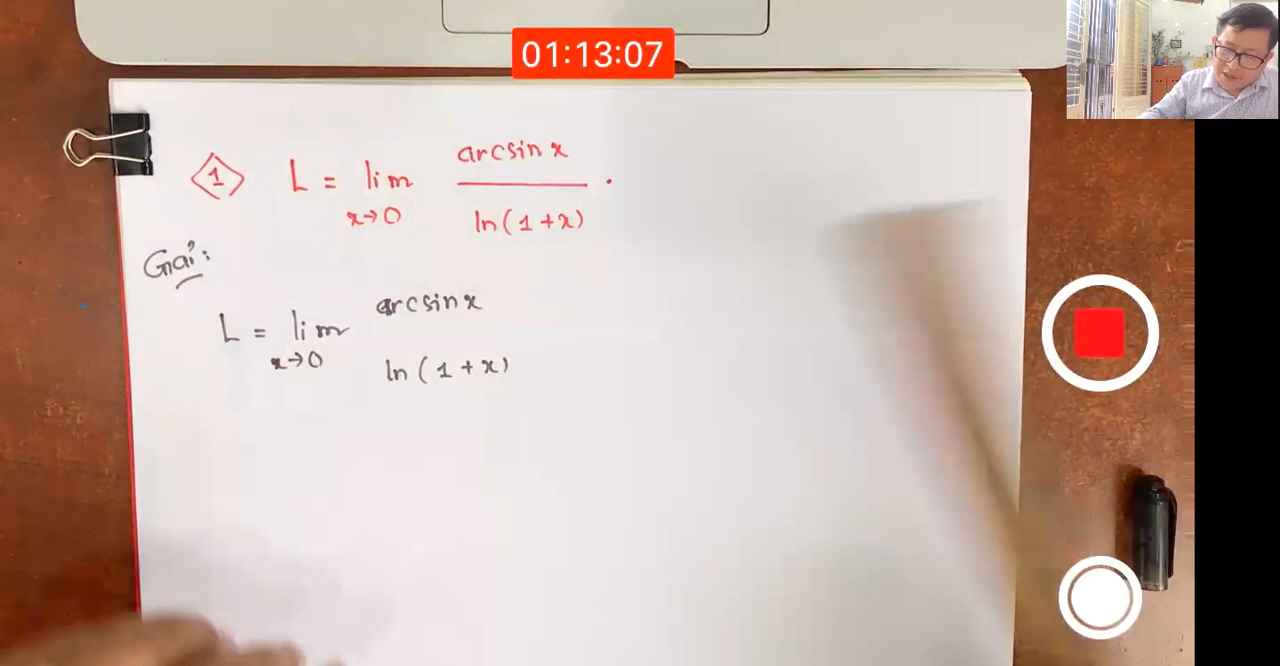 01:13:07
1 L = lim arcsin x / ln(1+x) .
x→0
Giải:
L = lim arcsin x / ln(1+x)
x→0